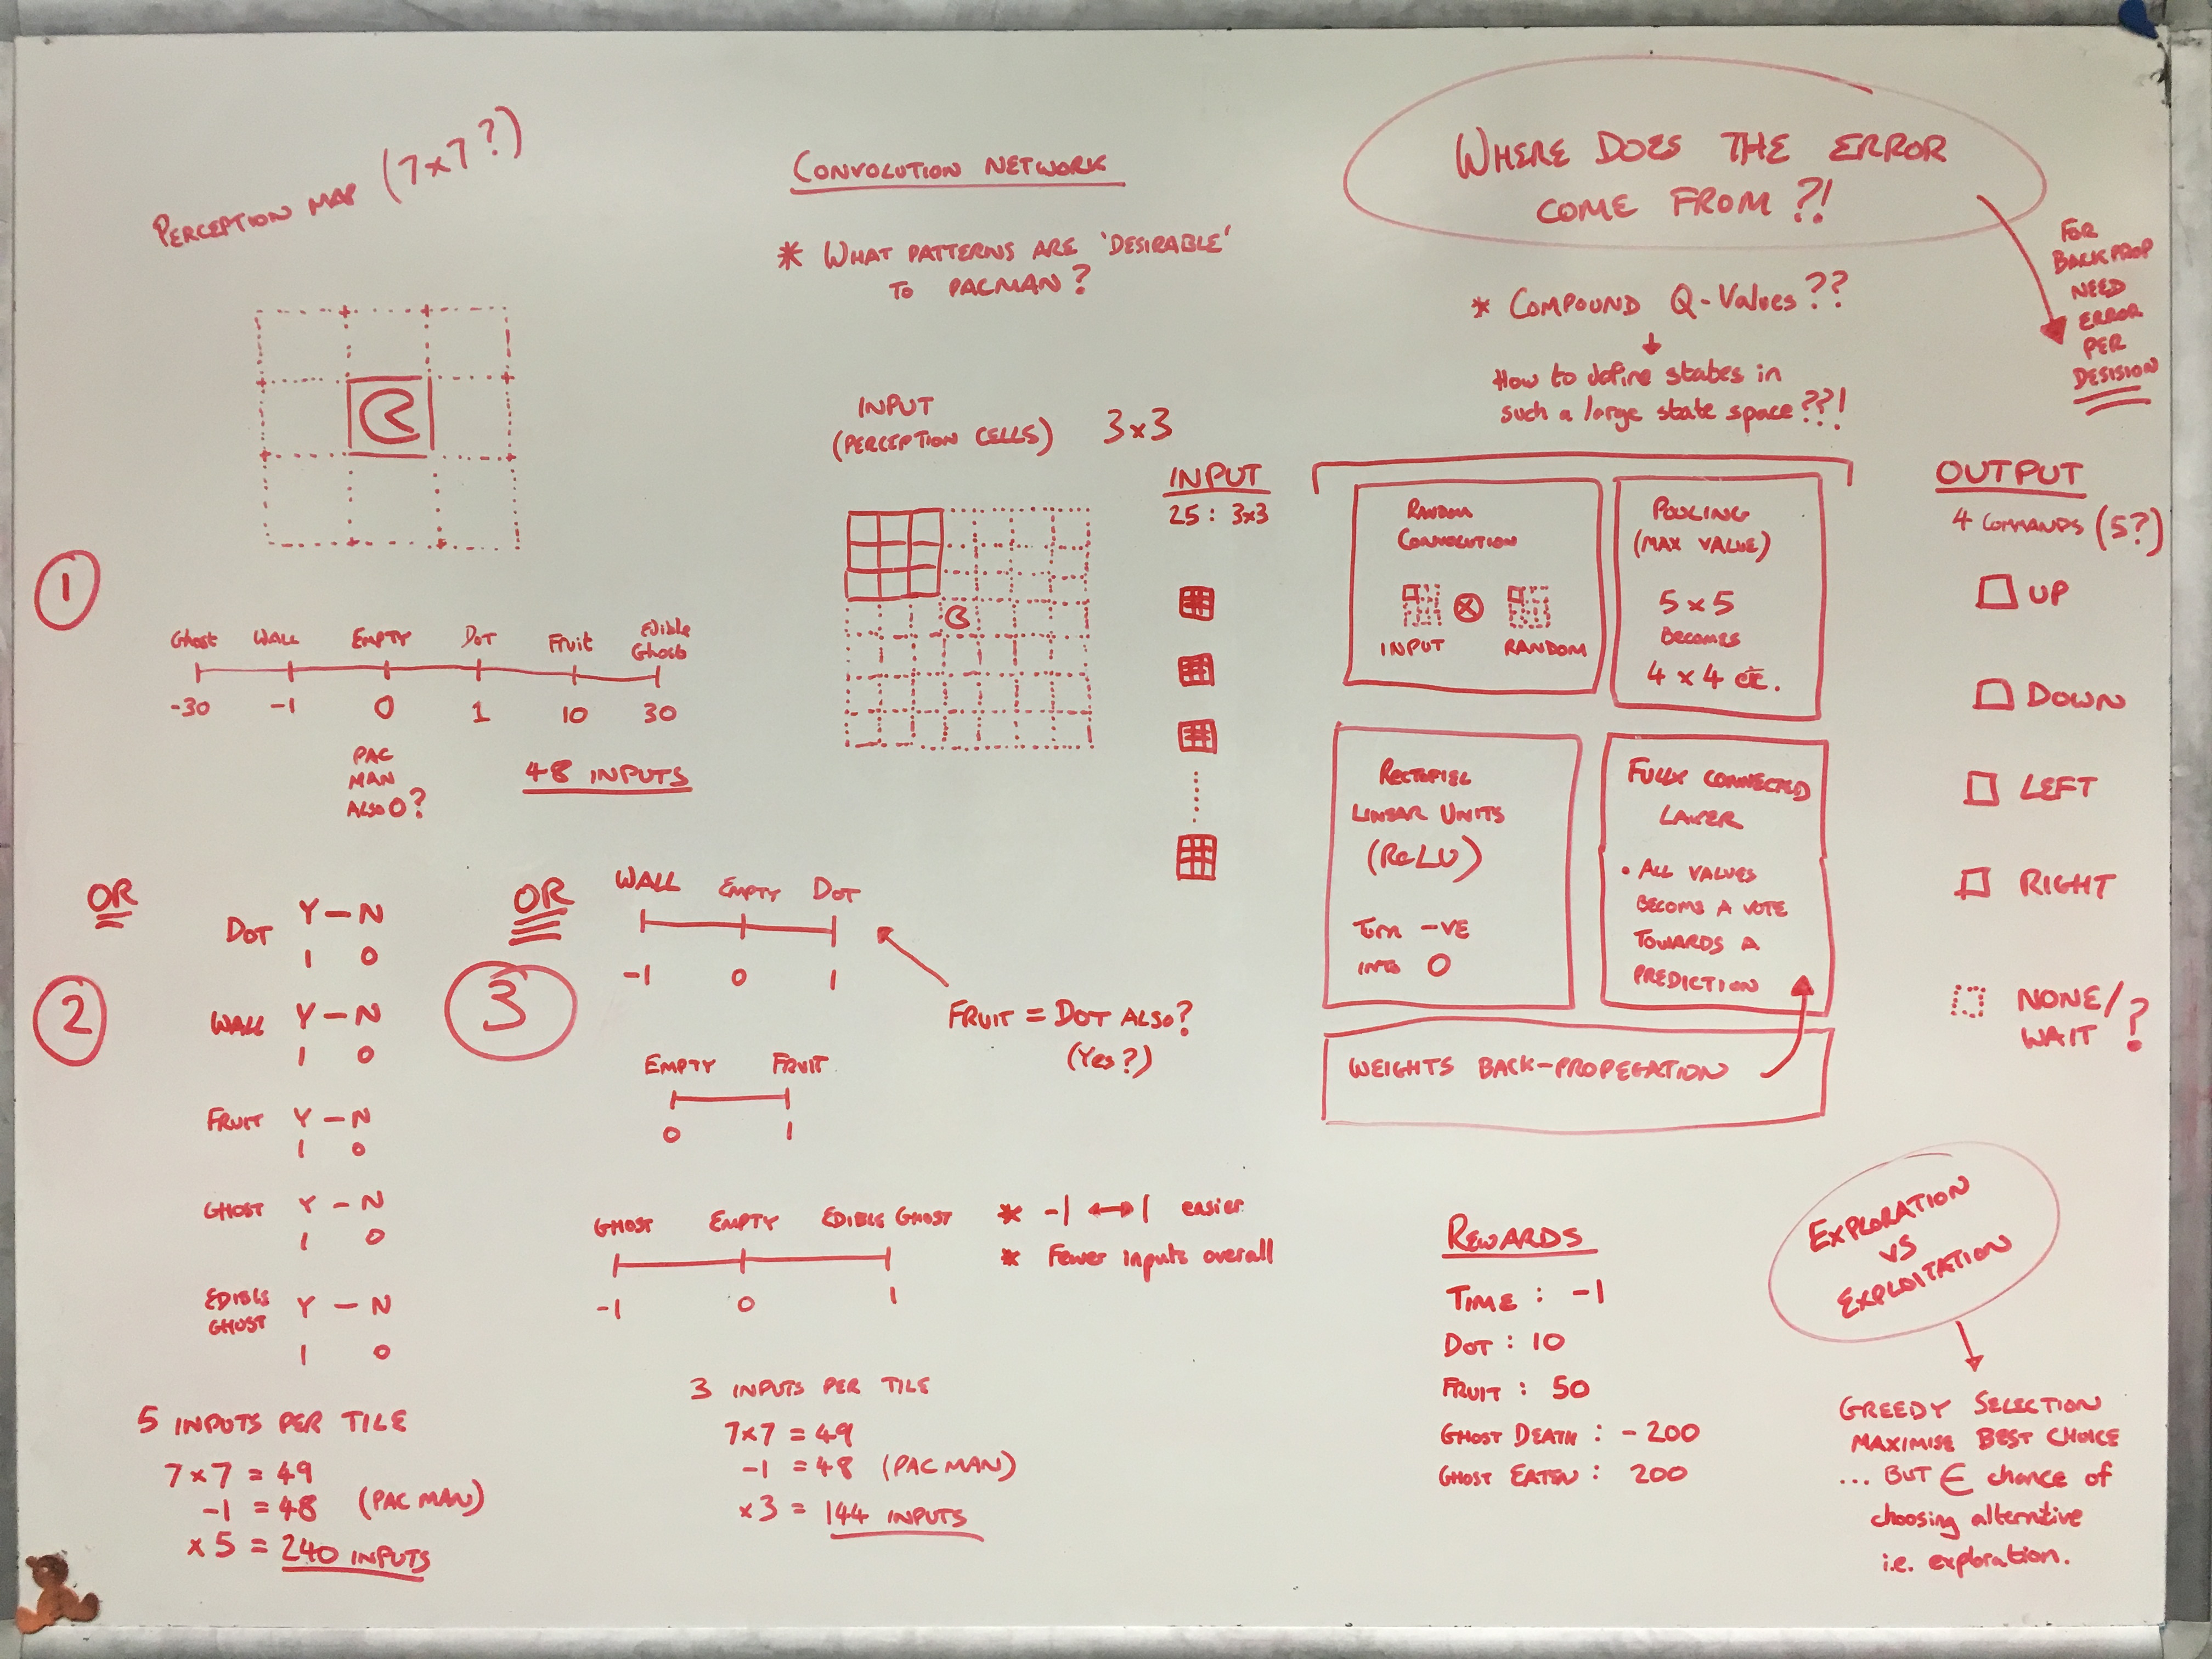 PERCEPTION MAP (7x7?)
1
Ghost WALL EMPTY DOT Fruit Edible Ghost
-30 -1 0 1 10 30
PAC
MAN
ALSO 0?
48 INPUTS
OR
2
DOT Y - N
1 0
WALL Y - N
1 0
FRUIT Y - N
1 0
GHOST Y - N
1 0
EDIBLE
GHOST Y - N
1 0
5 INPUTS PER TILE
7 x 7 = 49
-1 = 48 (PAC MAN)
x 5 = 240 INPUTS
OR
3
WALL EMPTY DOT
-1 0 1
FRUIT = DOT ALSO?
(Yes?)
EMPTY FRUIT
0 1
GHOST EMPTY EDIBLE GHOST
-1 0 1
* -1 ↔ 1 easier
* Fewer inputs overall
3 INPUTS PER TILE
7x7 = 49
-1 = 48 (PAC MAN)
x3 = 144 INPUTS
CONVOLUTION NETWORK
* WHAT PATTERNS ARE 'DESIRABLE'
TO PACMAN?
INPUT
(PERCEPTION CELLS) 3x3
INPUT
25: 3x3
WHERE DOES THE ERROR
COME FROM?!
FOR
BACKPROP
NEED
ERROR
PER
DESISION
* COMPOUND Q-Values??
How to define states in
such a large state space??!
RANDOM
CONVOLUTION
INPUT ⊗ RANDOM
POOLING
(MAX VALUE)
5 x 5
Becomes
4 x 4 etc.
RECTIFIEL
LINEAR UNITS
(ReLU)
Turn -VE
INTO 0
FULLY CONNECTED
LAYER
• ALL VALUES
BECOME A VOTE
TOWARDS A
PREDICTION
WEIGHTS BACK-PROPEGATION
OUTPUT
4 COMMANDS (5?)
UP
DOWN
LEFT
RIGHT
NONE/
WAIT ?
REWARDS
TIME : -1
DOT : 10
FRUIT : 50
GHOST DEATH : -200
GHOST EATEN : 200
EXPLORATION
VS
EXPLOITATION
GREEDY SELECTION
MAXIMISE BEST CHOICE
... BUT ∈ chance of
choosing alterntive
i.e. exploration.